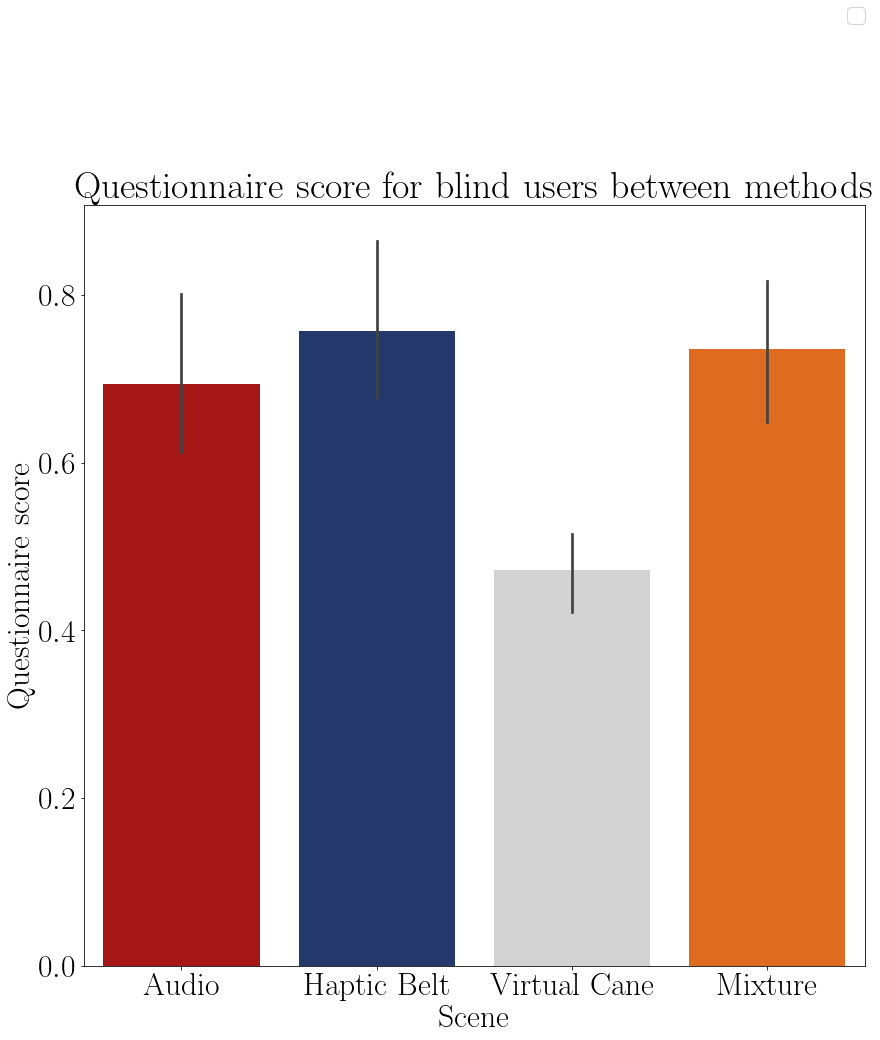 Questionnaire score for blind users between methods
Questionnaire score
0.8
0.6
0.4
0.2
0.0
Audio
Haptic Belt
Virtual Cane
Mixture
Scene